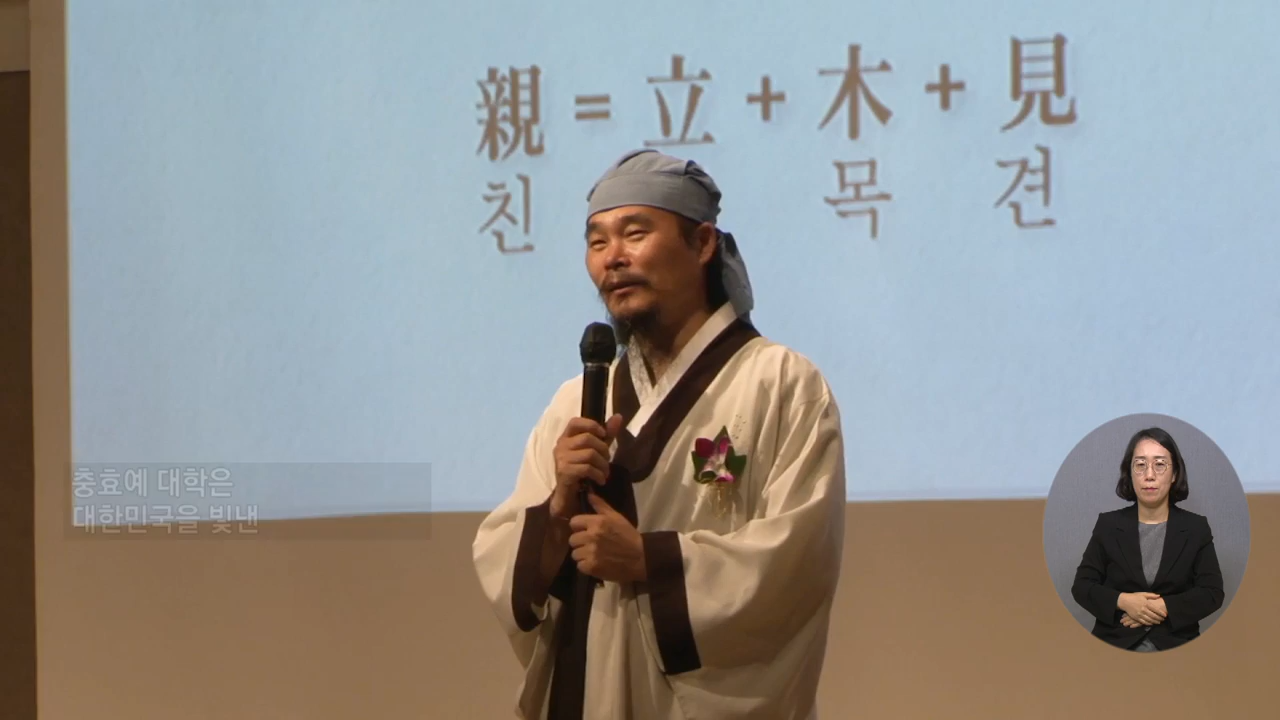 親 = 立 + 木 + 見
친 목 견
충효예 대학은
대한민국을 빛낸